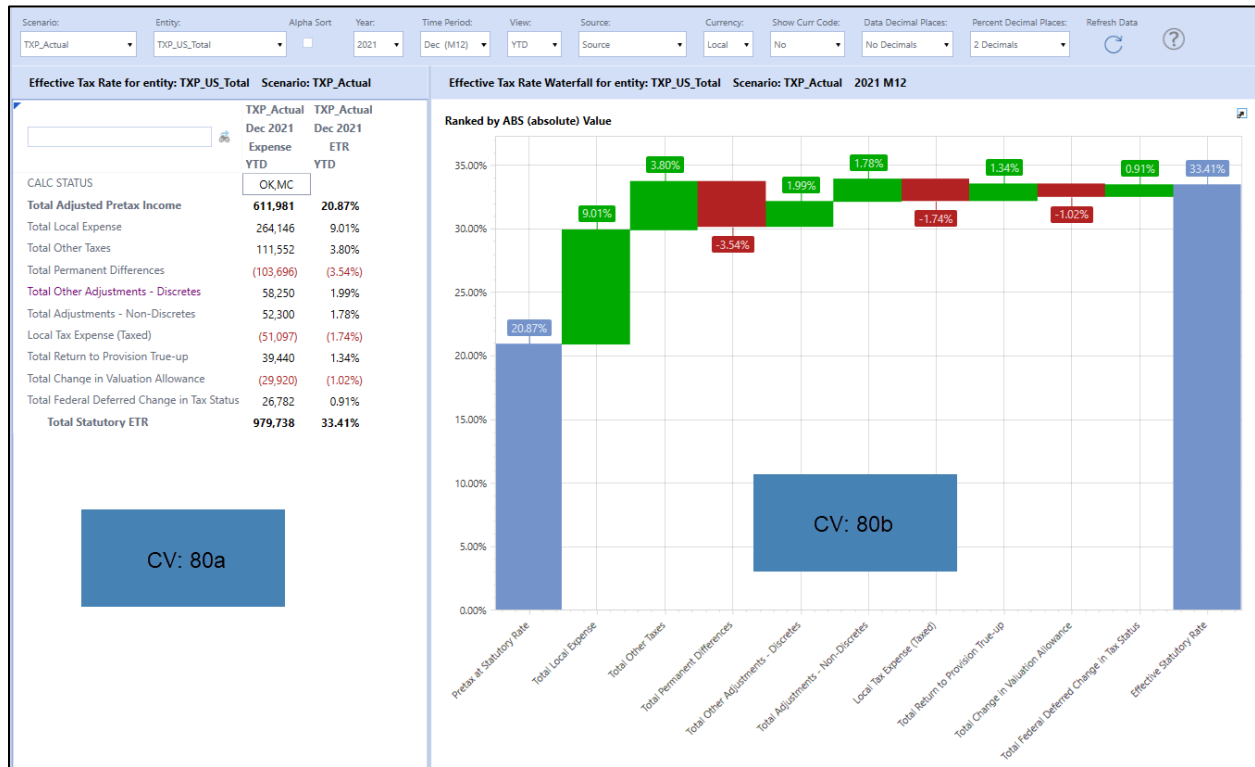 Scenario: Entity: Alpha Sort Year: Time Period: View: Source: Currency: Show Curr Code: Data Decimal Places: Percent Decimal Places: Refresh Data
TXP_Actual TXP_US_Total 2021 Dec (M12) YTD Source Local No No Decimals 2 Decimals ?
Effective Tax Rate for entity: TXP_US_Total Scenario: TXP_Actual
TXP_Actual TXP_Actual
Dec 2021 Dec 2021
Expense ETR
YTD YTD
CALC STATUS OK,MC
Total Adjusted Pretax Income 611,981 20.87%
Total Local Expense 264,146 9.01%
Total Other Taxes 111,552 3.80%
Total Permanent Differences (103,696) (3.54%)
Total Other Adjustments - Discretes 58,250 1.99%
Total Adjustments - Non-Discretes 52,300 1.78%
Local Tax Expense (Taxed) (51,097) (1.74%)
Total Return to Provision True-up 39,440 1.34%
Total Change in Valuation Allowance (29,920) (1.02%)
Total Federal Deferred Change in Tax Status 26,782 0.91%
Total Statutory ETR 979,738 33.41%
CV: 80a
Effective Tax Rate Waterfall for entity: TXP_US_Total Scenario: TXP_Actual 2021 M12
Ranked by ABS (absolute) Value
35.00%
30.00%
25.00%
20.00%
15.00%
10.00%
5.00%
0.00%
20.87%
9.01%
3.80%
-3.54%
1.99%
1.78%
-1.74%
1.34%
-1.02%
0.91%
33.41%
CV: 80b
Pretax at Statutory Rate
Total Local Expense
Total Other Taxes
Total Permanent Differences
Total Other Adjustments - Discretes
Total Adjustments - Non-Discretes
Local Tax Expense (Taxed)
Total Return to Provision True-up
Total Change in Valuation Allowance
Total Federal Deferred Change in Tax Status
Effective Statutory Rate